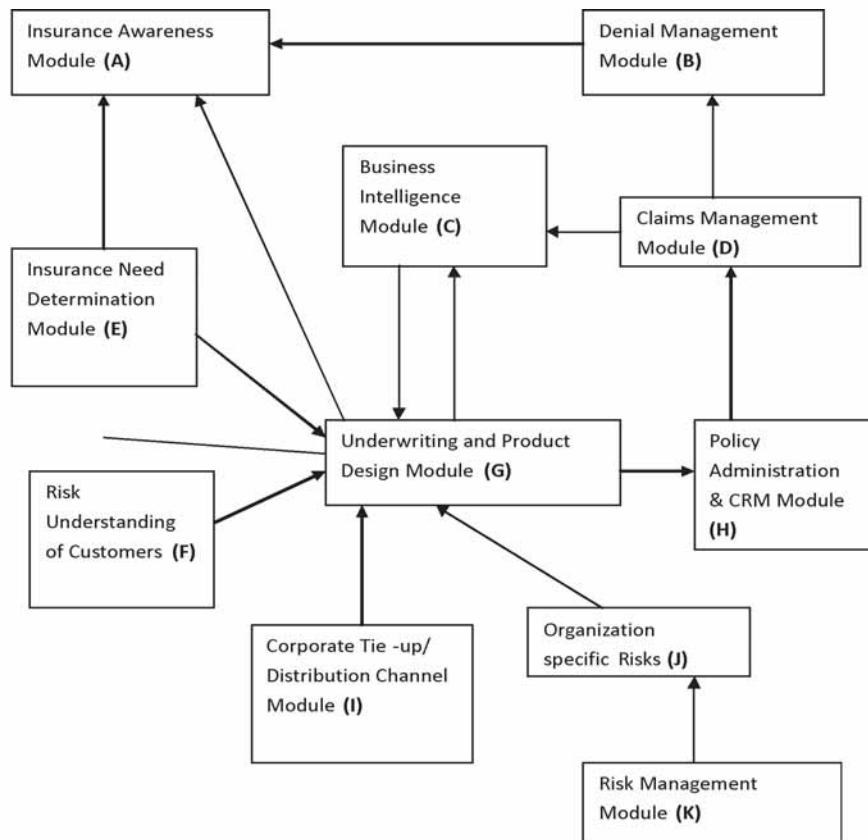 Insurance Awareness
Module (A)
Denial Management
Module (B)
Business
Intelligence
Module (C)
Claims Management
Module (D)
Insurance Need
Determination
Module (E)
Underwriting and Product
Design Module (G)
Policy
Administration
& CRM Module
(H)
Risk
Understanding
of Customers (F)
Corporate Tie -up/
Distribution Channel
Module (I)
Organization
specific Risks (J)
Risk Management
Module (K)